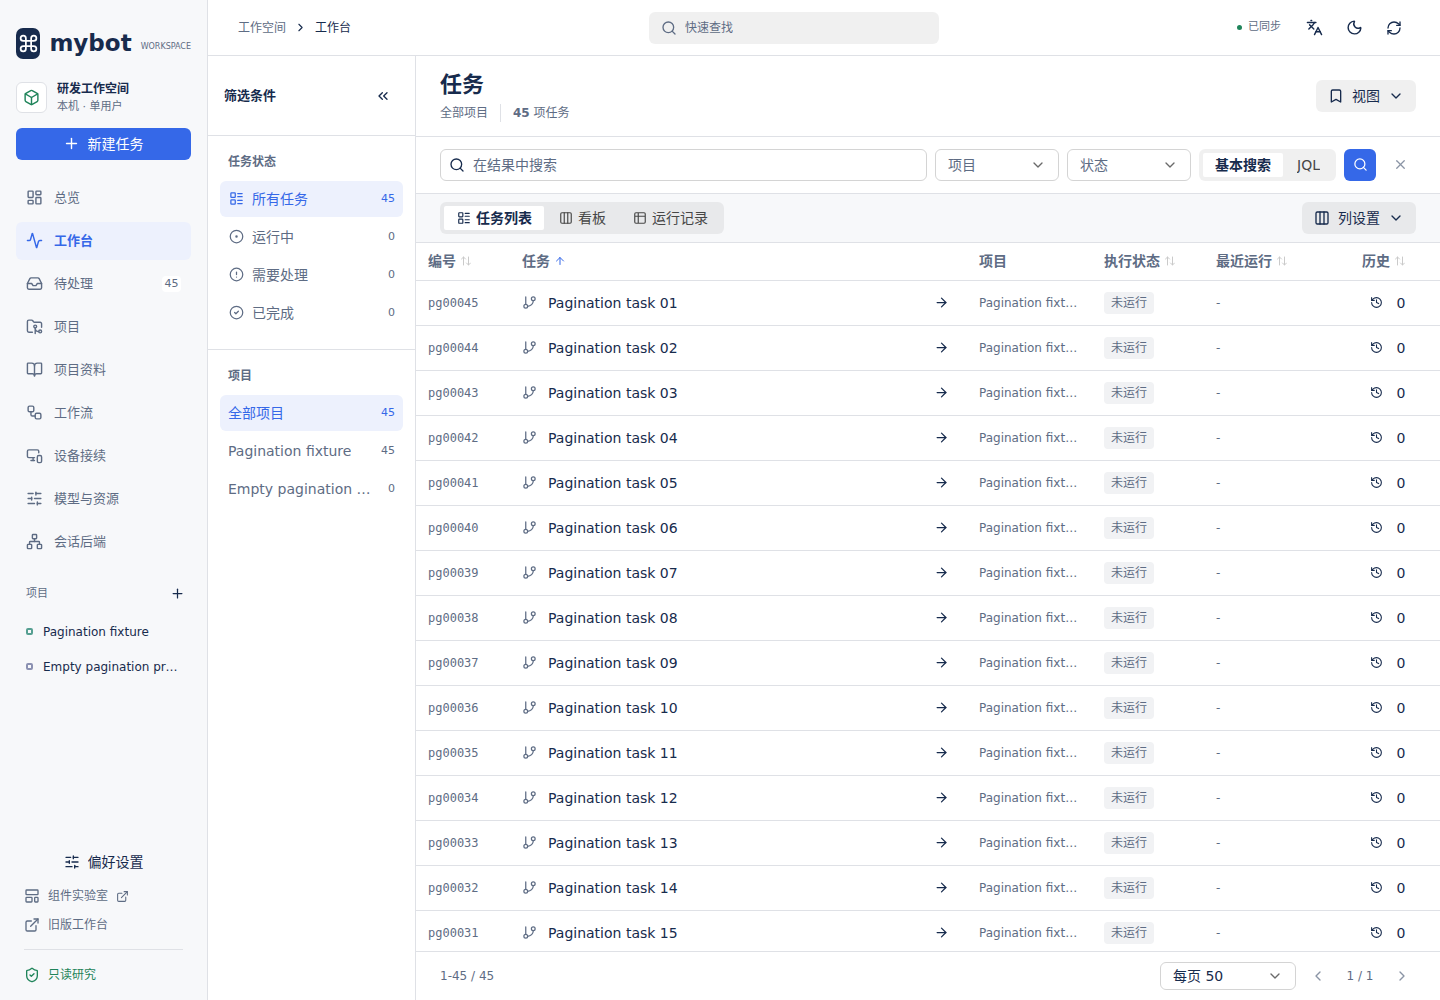 mybot WORKSPACE
研发工作空间
本机 · 单用户
新建任务
总览
工作台
待处理 45
项目
项目资料
工作流
设备接续
模型与资源
会话后端
项目
Pagination fixture
Empty pagination pr…
偏好设置
组件实验室
旧版工作台
只读研究
工作空间 工作台
快速查找
已同步
筛选条件
任务状态
所有任务 45
运行中 0
需要处理 0
已完成 0
项目
全部项目 45
Pagination fixture 45
Empty pagination … 0
任务
全部项目 45 项任务
视图
在结果中搜索 项目 状态 基本搜索 JQL
任务列表 看板 运行记录 列设置
编号 任务 项目 执行状态 最近运行 历史
pg00045 Pagination task 01 Pagination fixt… 未运行 - 0
pg00044 Pagination task 02 Pagination fixt… 未运行 - 0
pg00043 Pagination task 03 Pagination fixt… 未运行 - 0
pg00042 Pagination task 04 Pagination fixt… 未运行 - 0
pg00041 Pagination task 05 Pagination fixt… 未运行 - 0
pg00040 Pagination task 06 Pagination fixt… 未运行 - 0
pg00039 Pagination task 07 Pagination fixt… 未运行 - 0
pg00038 Pagination task 08 Pagination fixt… 未运行 - 0
pg00037 Pagination task 09 Pagination fixt… 未运行 - 0
pg00036 Pagination task 10 Pagination fixt… 未运行 - 0
pg00035 Pagination task 11 Pagination fixt… 未运行 - 0
pg00034 Pagination task 12 Pagination fixt… 未运行 - 0
pg00033 Pagination task 13 Pagination fixt… 未运行 - 0
pg00032 Pagination task 14 Pagination fixt… 未运行 - 0
pg00031 Pagination task 15 Pagination fixt… 未运行 - 0
1-45 / 45 每页 50 1 / 1